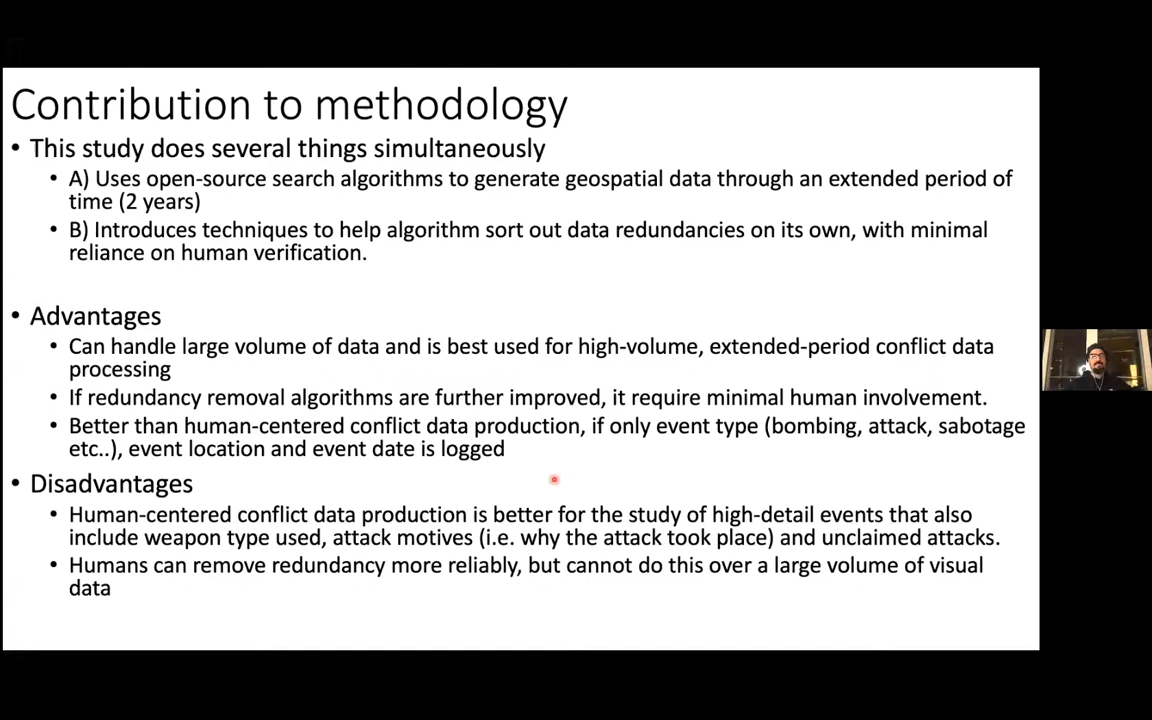 Contribution to methodology
• This study does several things simultaneously
• A) Uses open-source search algorithms to generate geospatial data through an extended period of
time (2 years)
• B) Introduces techniques to help algorithm sort out data redundancies on its own, with minimal
reliance on human verification.
• Advantages
• Can handle large volume of data and is best used for high-volume, extended-period conflict data
processing
• If redundancy removal algorithms are further improved, it require minimal human involvement.
• Better than human-centered conflict data production, if only event type (bombing, attack, sabotage
etc..), event location and event date is logged
• Disadvantages
• Human-centered conflict data production is better for the study of high-detail events that also
include weapon type used, attack motives (i.e. why the attack took place) and unclaimed attacks.
• Humans can remove redundancy more reliably, but cannot do this over a large volume of visual
data